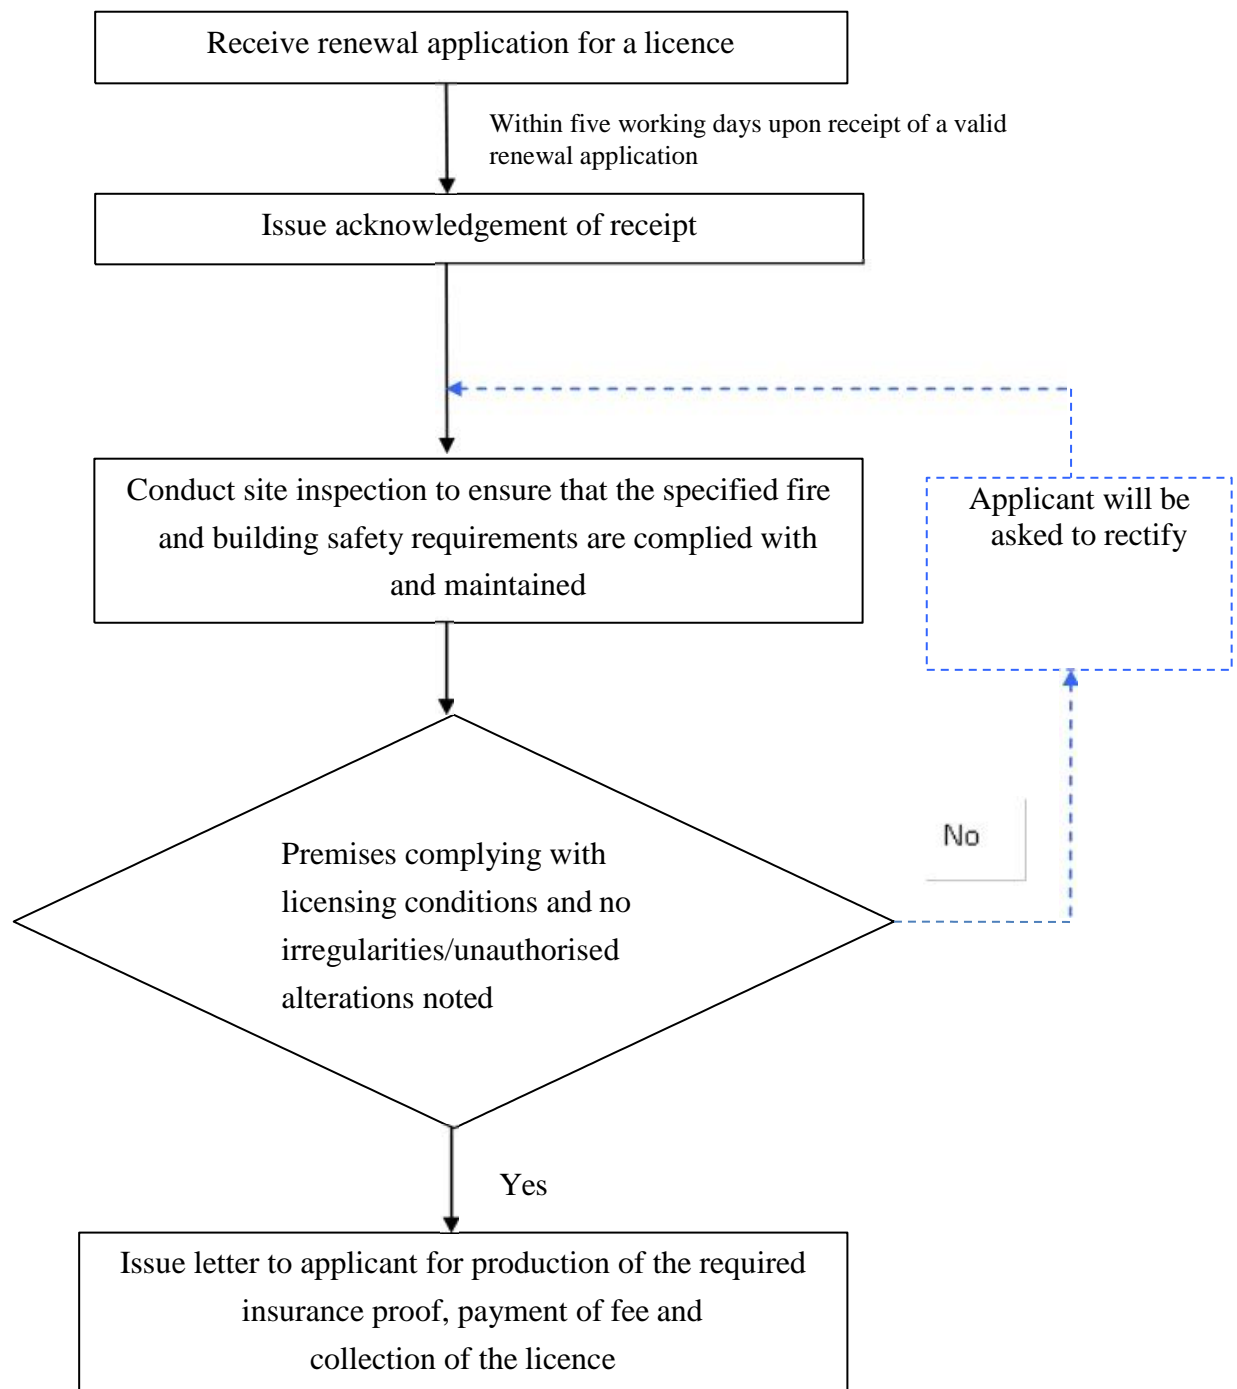 Receive renewal application for a licence
Within five working days upon receipt of a valid
renewal application
Issue acknowledgement of receipt
Conduct site inspection to ensure that the specified fire
and building safety requirements are complied with
and maintained
Applicant will be
asked to rectify
Premises complying with
licensing conditions and no
irregularities/unauthorised
alterations noted
No
Yes
Issue letter to applicant for production of the required
insurance proof, payment of fee and
collection of the licence